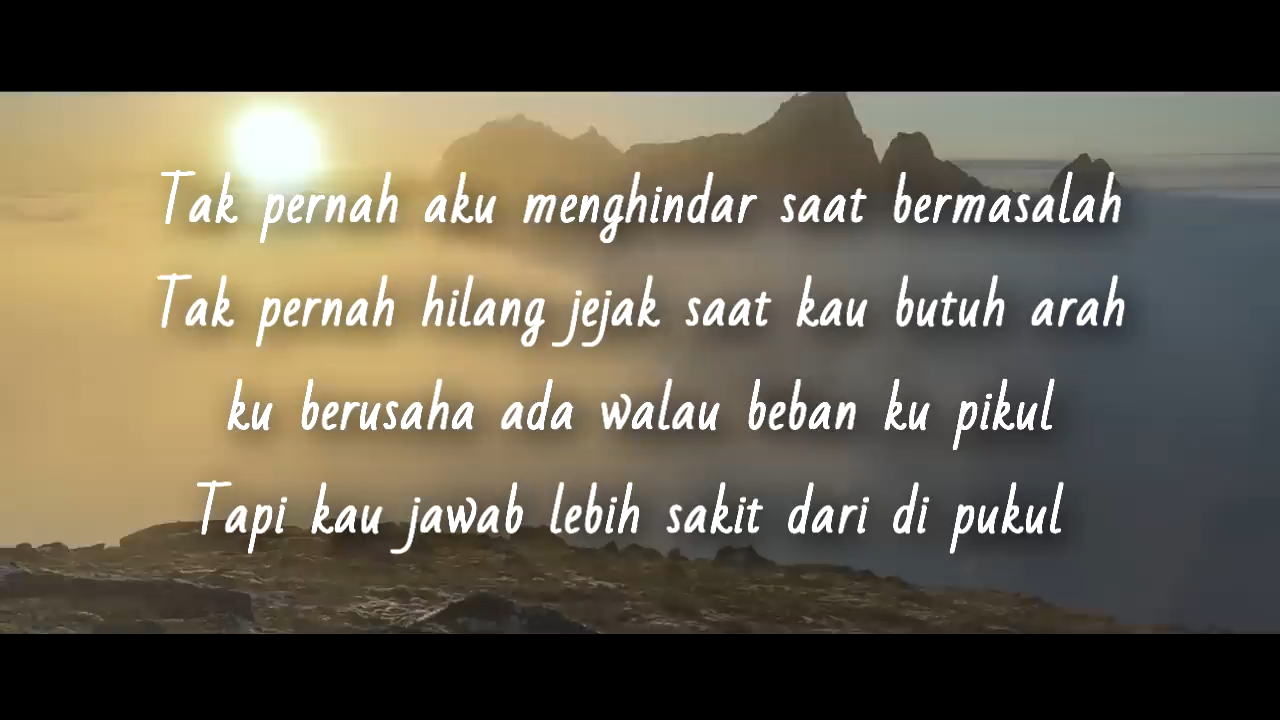 Tak pernah aku menghindar saat bermasalah
Tak pernah hilang jejak saat kau butuh arah
ku berusaha ada walau beban ku pikul
Tapi kau jawab lebih sakit dari di pukul